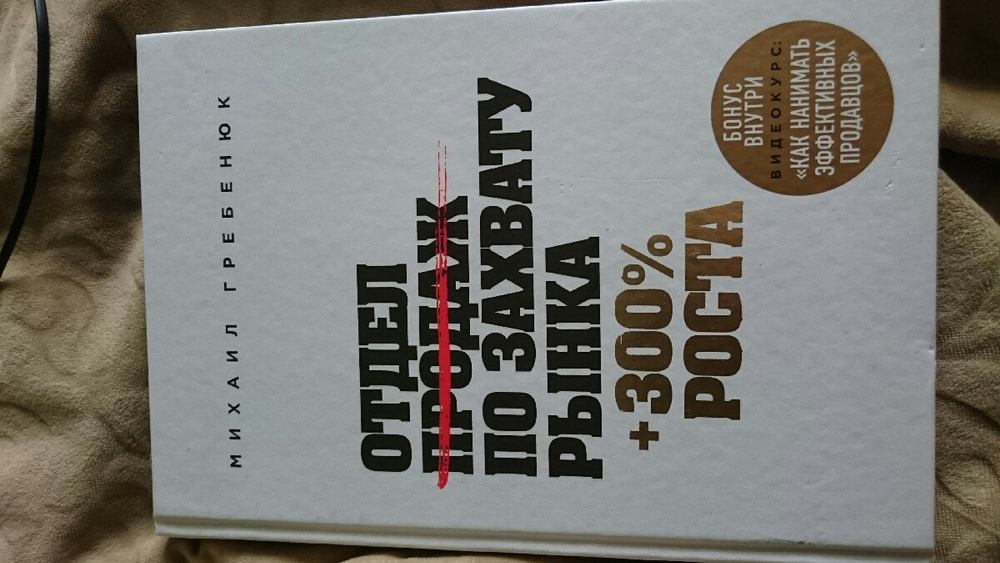 МИХАИЛ ГРЕБЕНЮК
ОТДЕЛ
ПРОДАЖ
ПО ЗАХВАТУ
РЫНКА
+300%
РОСТА
БОНУС
ВНУТРИ
ВИДЕОКУРС:
«КАК НАНИМАТЬ
ЭФФЕКТИВНЫХ
ПРОДАВЦОВ»